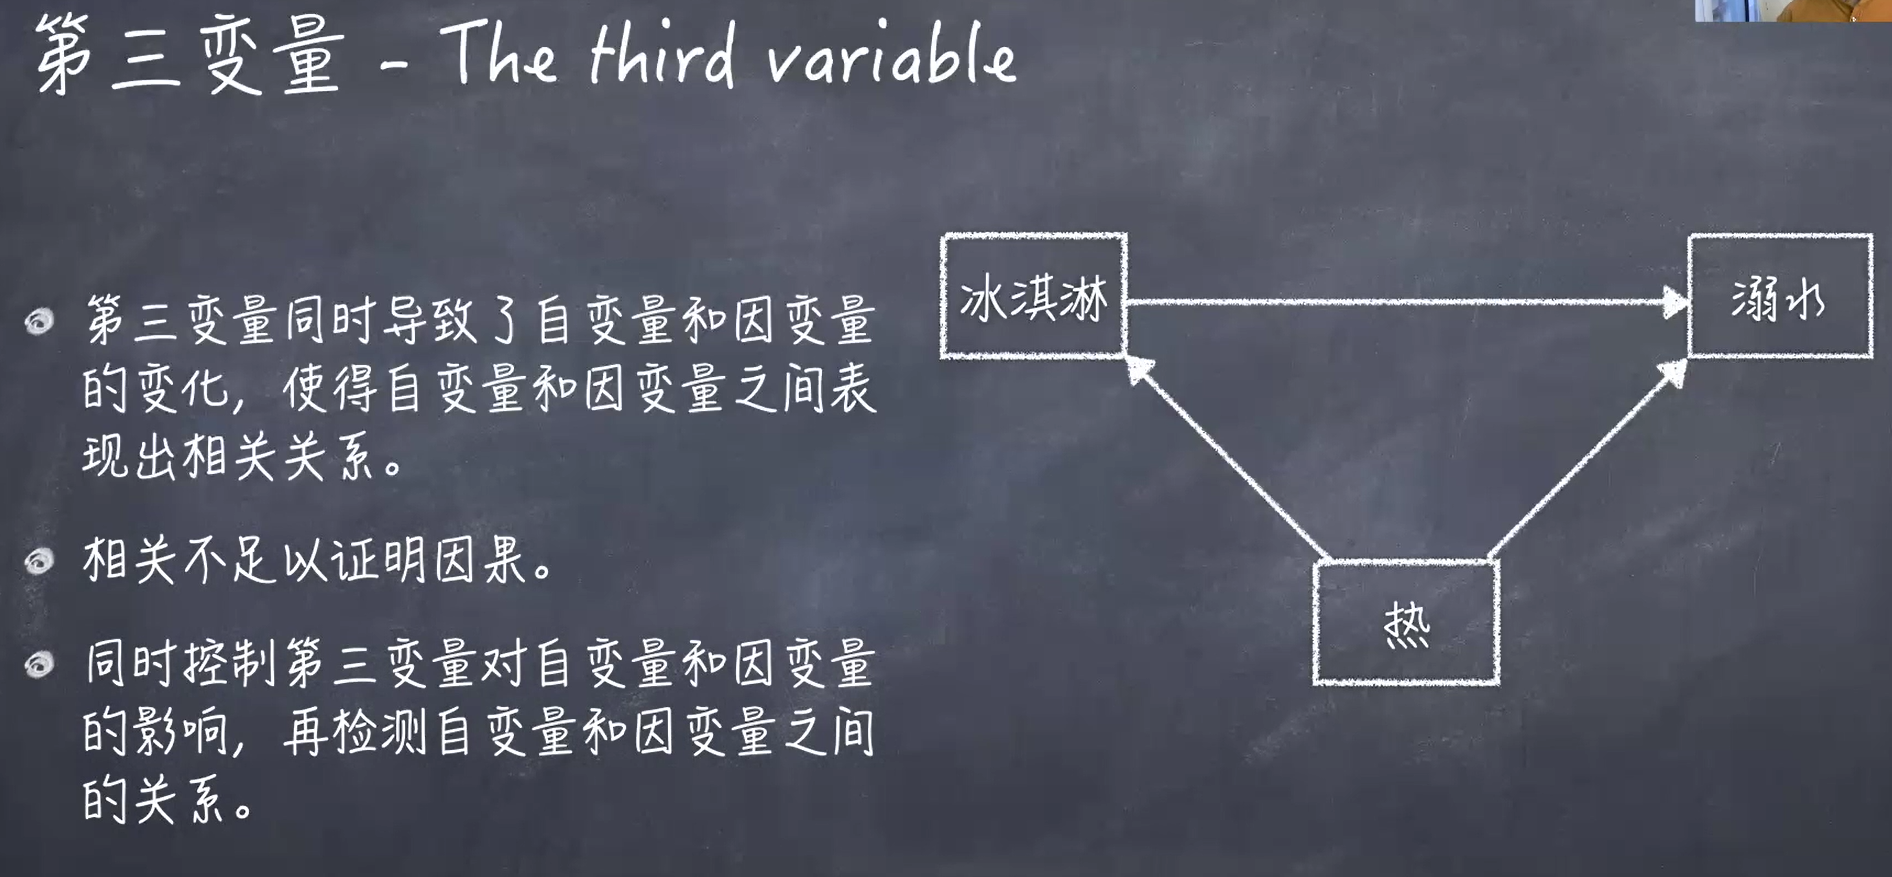 第三变量 - The third variable
第三变量同时导致了自变量和因变量
的变化，使得自变量和因变量之间表
现出相关关系。
相关不足以证明因果。
同时控制第三变量对自变量和因变量
的影响，再检测自变量和因变量之间
的关系。
冰淇淋
溺水
热